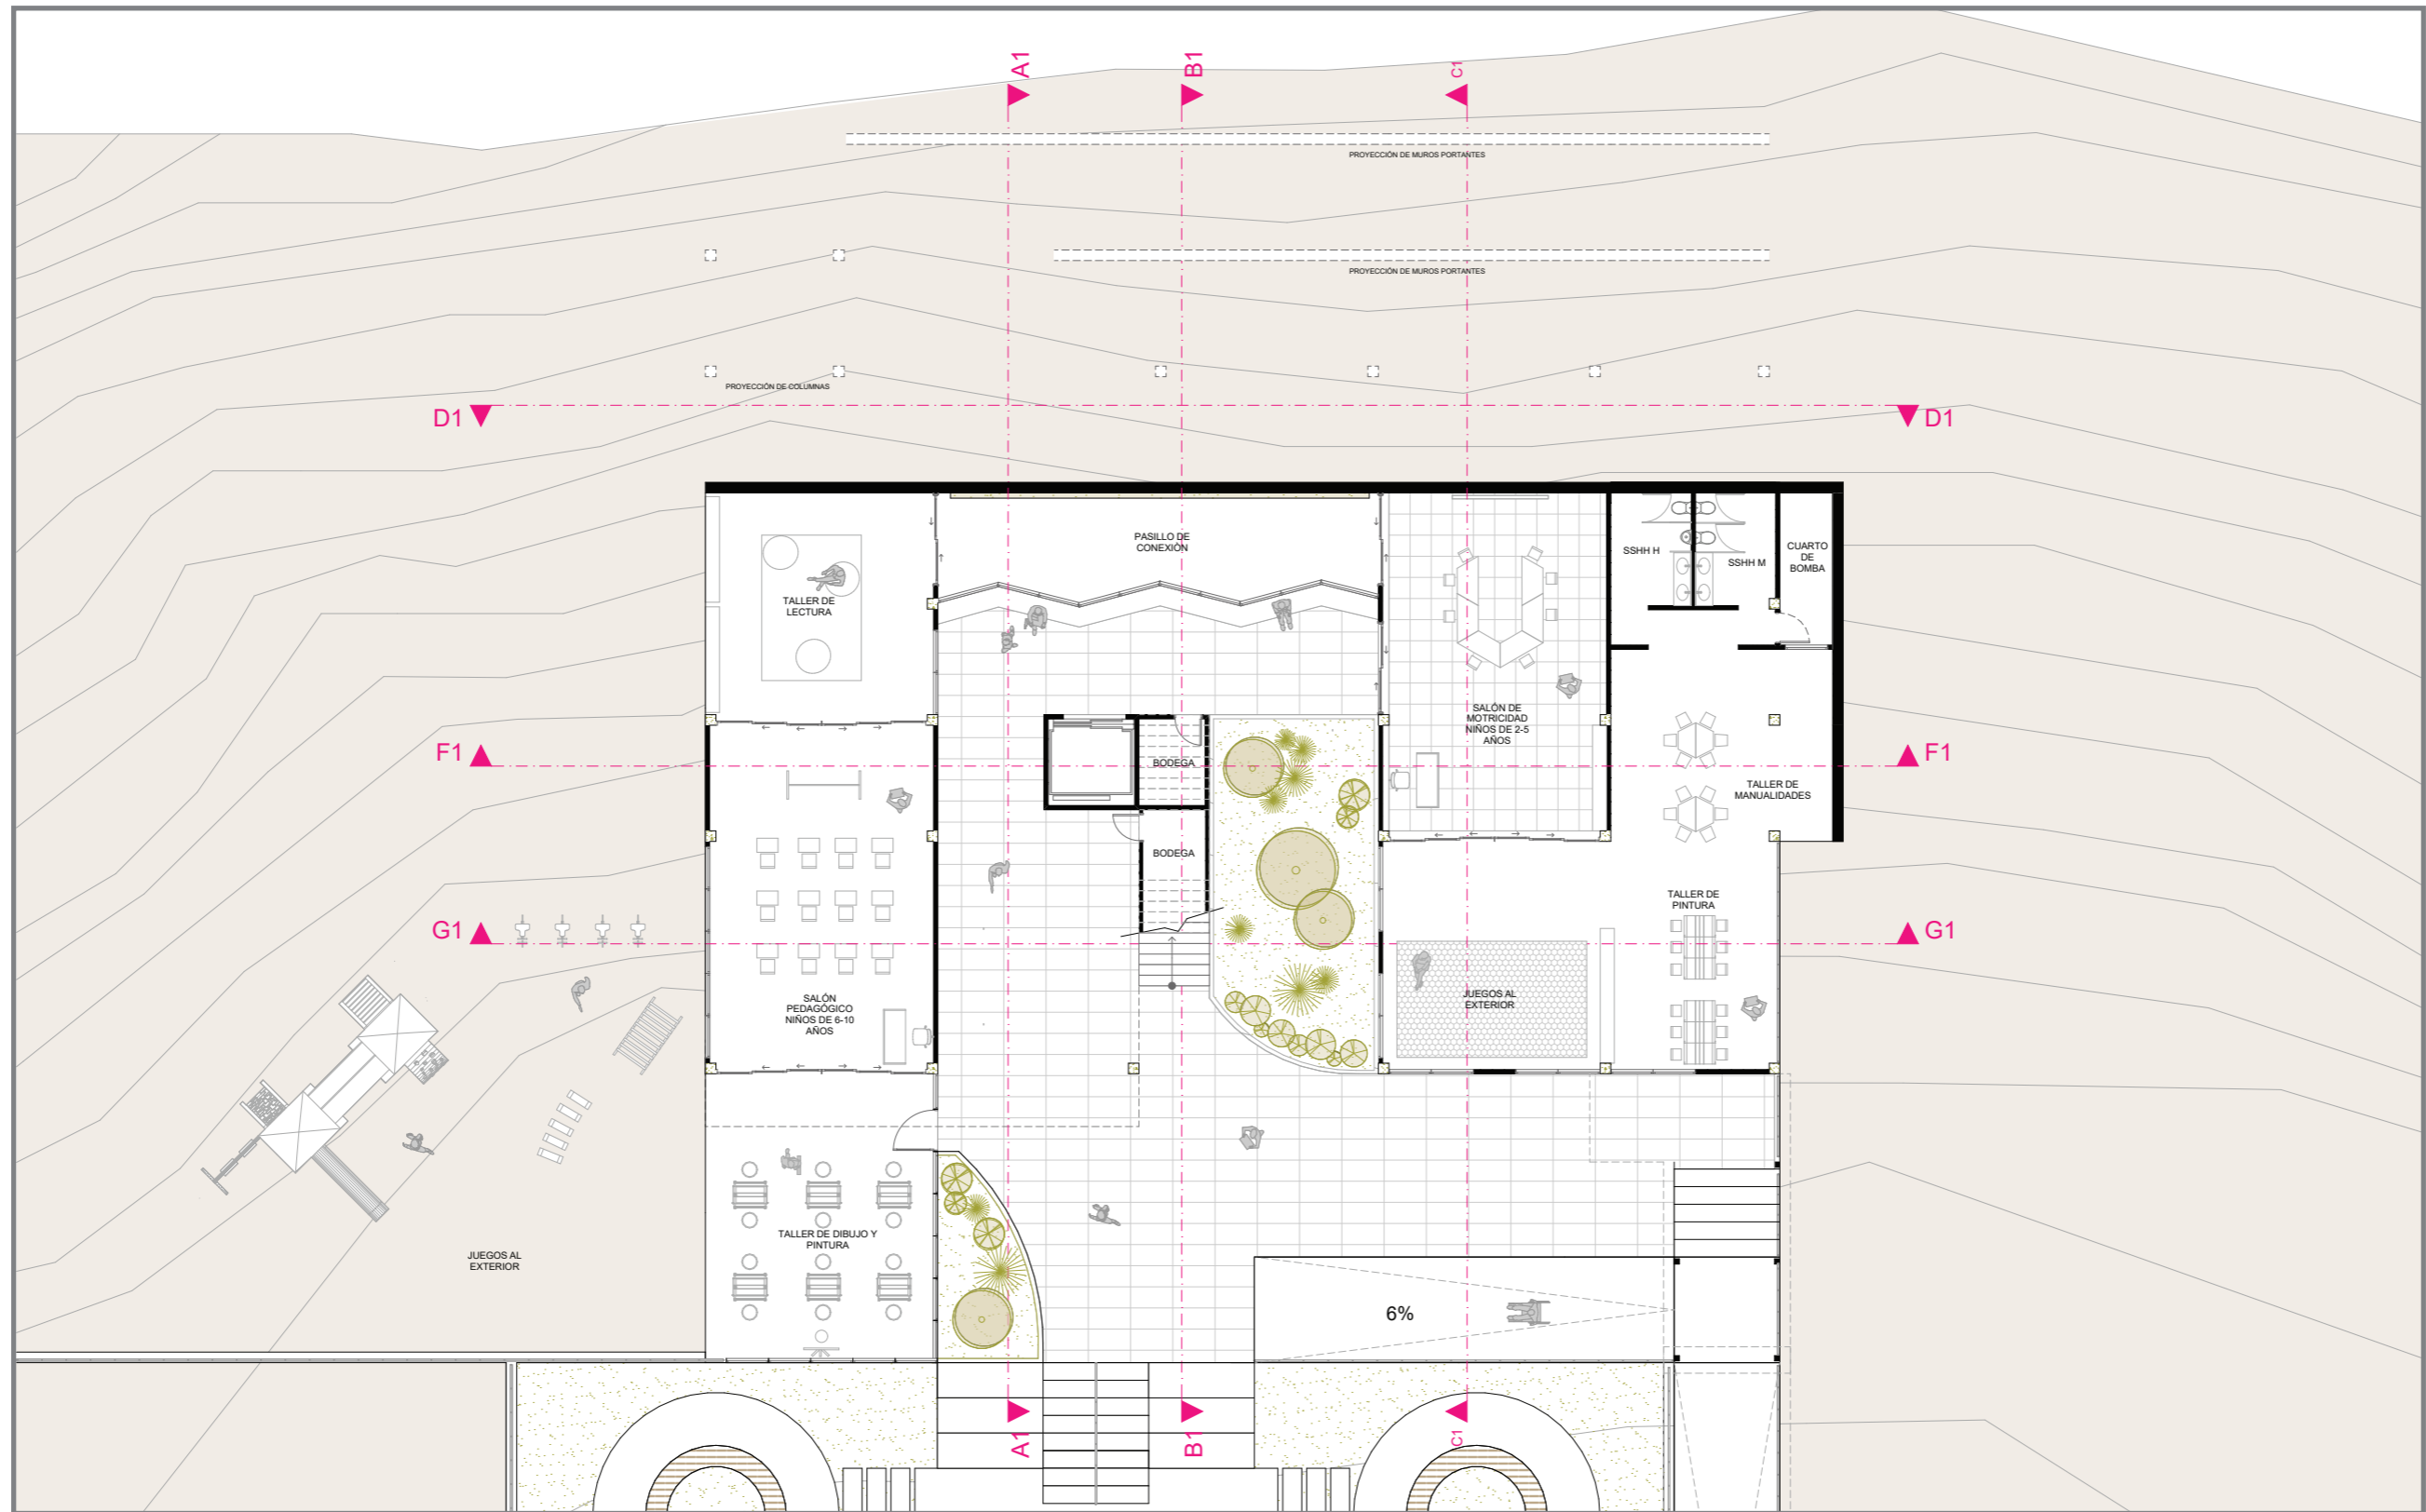 A1
B1
C1
PROYECCIÓN DE MUROS PORTANTES
PROYECCIÓN DE MUROS PORTANTES
PROYECCIÓN DE COLUMNAS
D1
D1
PASILLO DE
CONEXIÓN
SSHH H
SSHH M
CUARTO
DE
BOMBA
TALLER DE
LECTURA
SALÓN DE
MOTRICIDAD
NIÑOS DE 2-5
AÑOS
F1
BODEGA
F1
TALLER DE
MANUALIDADES
BODEGA
TALLER DE
PINTURA
G1
G1
SALÓN
PEDAGÓGICO
NIÑOS DE 6-10
AÑOS
JUEGOS AL
EXTERIOR
TALLER DE DIBUJO Y
PINTURA
JUEGOS AL
EXTERIOR
6%
A1
B1
C1